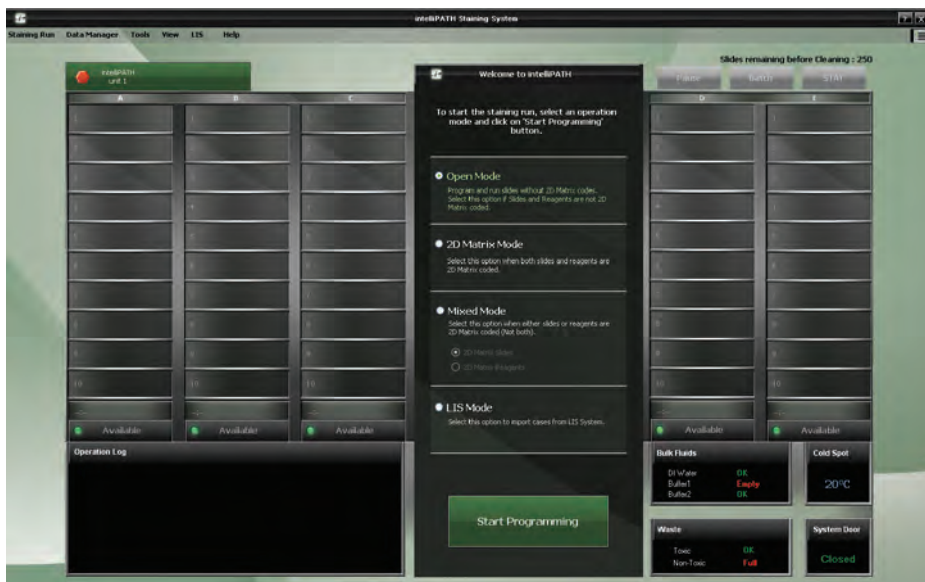 intelliPATH Staining System
Staining Run Data Manager Tools View LIS Help
Slides remaining before Cleaning : 250
intelliPATH
unit 1
Pause Batch STAT
Welcome to intelliPATH
To start the staining run, select an operation
mode and click on 'Start Programming'
button.
Open Mode
Program and run slides without 2D Matrix codes.
Select this option if Slides and Reagents are not 2D
Matrix coded.
2D Matrix Mode
Select this option when both slides and reagents are
2D Matrix coded.
Mixed Mode
Select this option when either slides or reagents are
2D Matrix coded (Not both).
2D Matrix Slides
2D Matrix Reagents
LIS Mode
Select this option to import cases from LIS System.
Start Programming
A B C D E
10 10 10 10 10
Available Available Available Available Available
Operation Log
Bulk Fluids
DI Water OK
Buffer1 Empty
Buffer2 OK
Cold Spot
20°C
Waste
Toxic OK
Non-Toxic Full
System Door
Closed